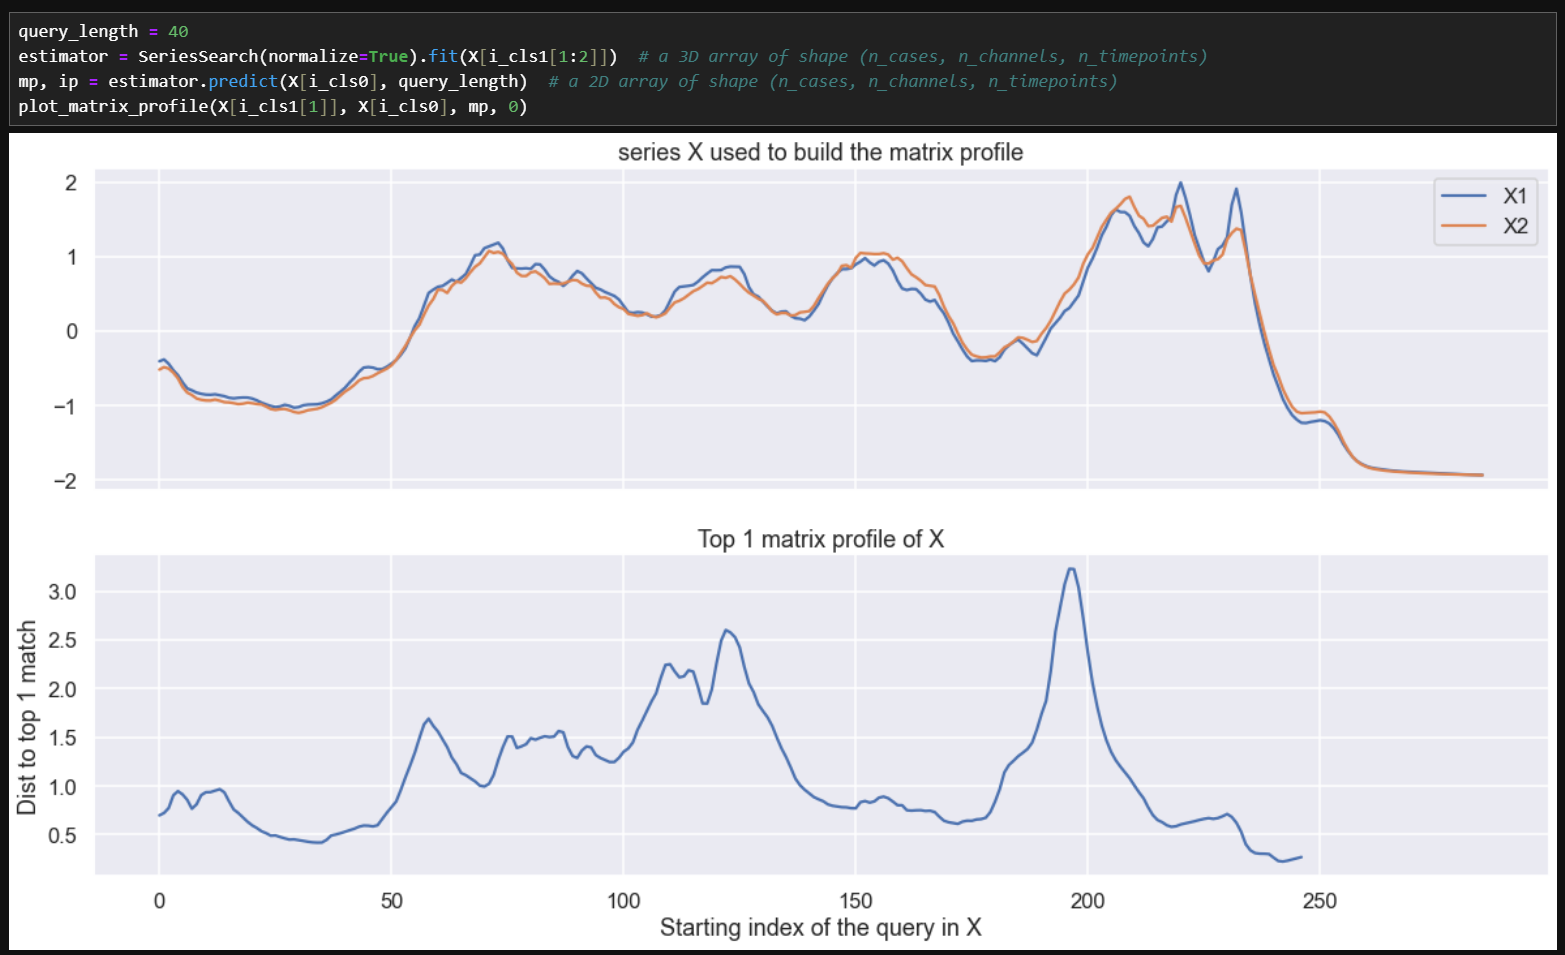 query_length = 40
estimator = SeriesSearch(normalize=True).fit(X[i_cls1[1:2]])  # a 3D array of shape (n_cases, n_channels, n_timepoints)
mp, ip = estimator.predict(X[i_cls0], query_length)  # a 2D array of shape (n_cases, n_channels, n_timepoints)
plot_matrix_profile(X[i_cls1[1]], X[i_cls0], mp, 0)
series X used to build the matrix profile
2
1
0
−1
−2
X1
X2
Top 1 matrix profile of X
Dist to top 1 match
3.0
2.5
2.0
1.5
1.0
0.5
0 50 100 150 200 250
Starting index of the query in X